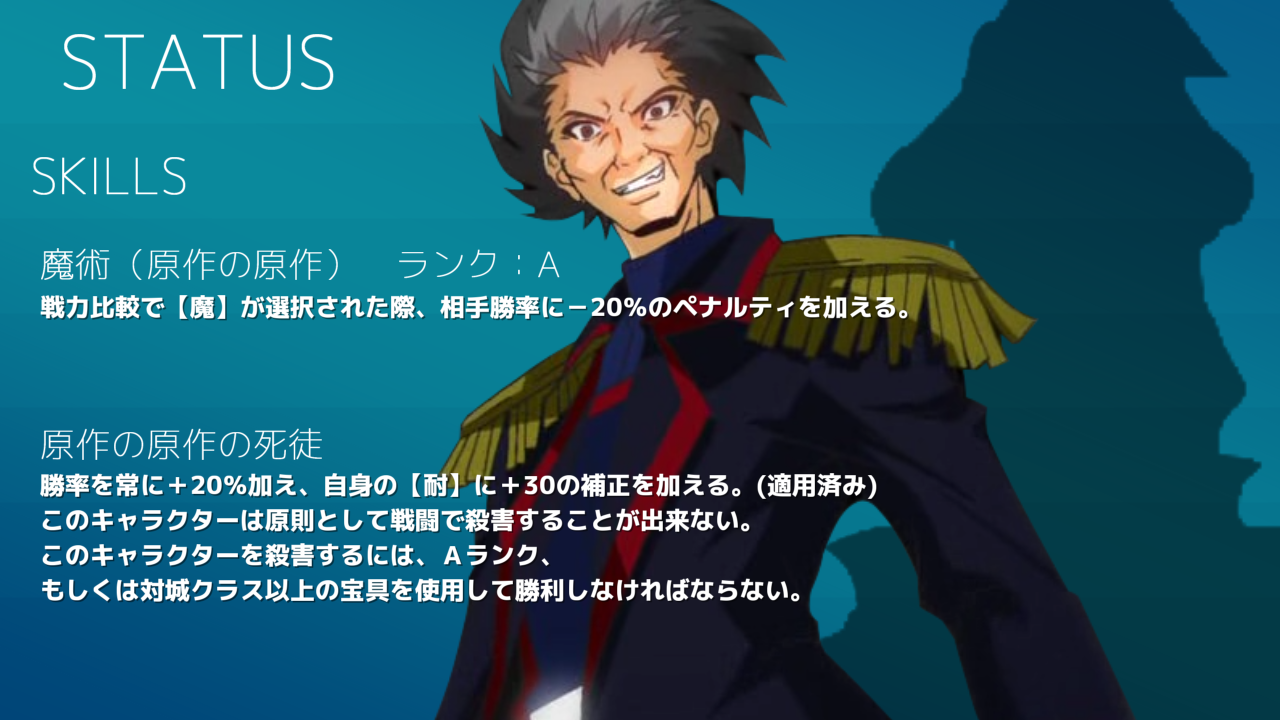 STATUS
SKILLS
魔術（原作の原作）　ランク：A
戦力比較で【魔】が選択された際、相手勝率に－20%のペナルティを加える。
原作の原作の死徒
勝率を常に＋20%加え、自身の【耐】に＋30の補正を加える。(適用済み)
このキャラクターは原則として戦闘で殺害することが出来ない。
このキャラクターを殺害するには、Ａランク、
もしくは対城クラス以上の宝具を使用して勝利しなければならない。